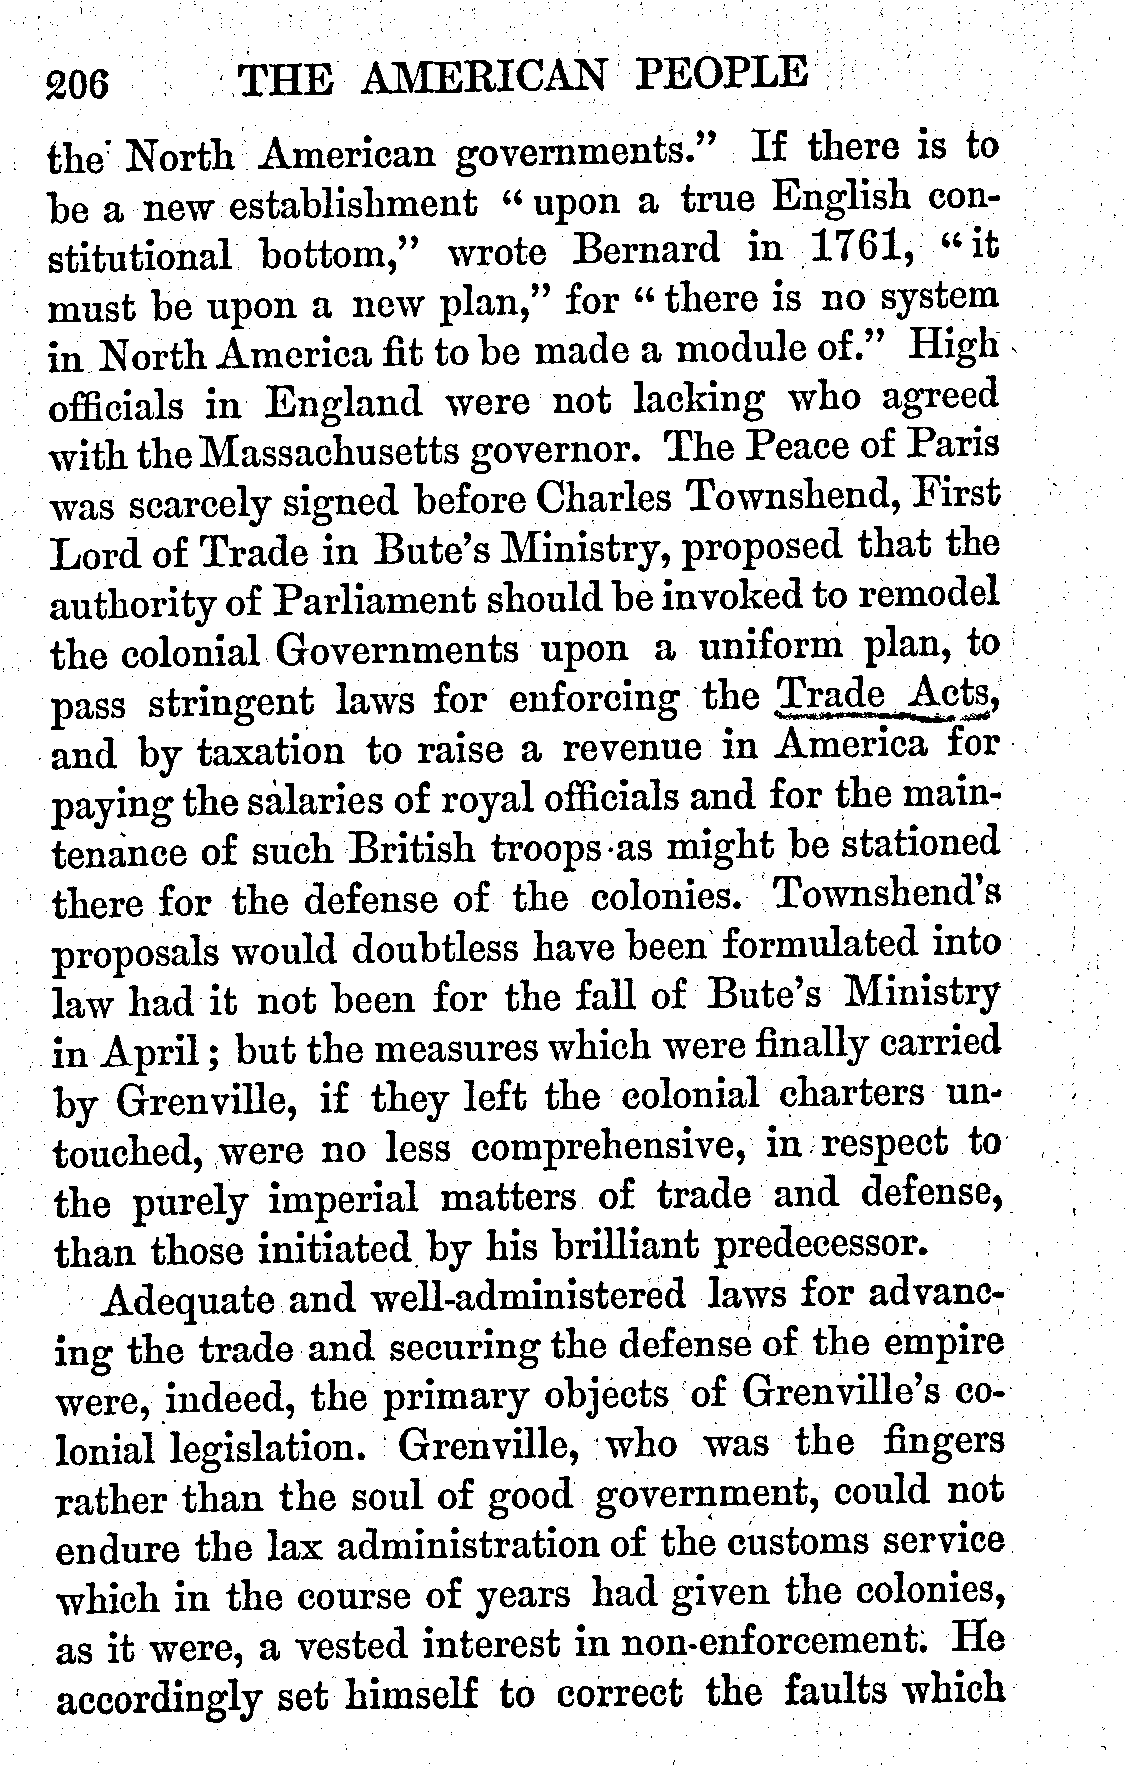 206 THE AMERICAN PEOPLE
the North American governments." If there is to
be a new establishment "upon a true English con-
stitutional bottom," wrote Bernard in 1761, "it
must be upon a new plan," for "there is no system
in North America fit to be made a module of." High
officials in England were not lacking who agreed
with the Massachusetts governor. The Peace of Paris
was scarcely signed before Charles Townshend, First
Lord of Trade in Bute's Ministry, proposed that the
authority of Parliament should be invoked to remodel
the colonial Governments upon a uniform plan, to
pass stringent laws for enforcing the Trade Acts,
and by taxation to raise a revenue in America for
paying the salaries of royal officials and for the main-
tenance of such British troops as might be stationed
there for the defense of the colonies. Townshend's
proposals would doubtless have been formulated into
law had it not been for the fall of Bute's Ministry
in April; but the measures which were finally carried
by Grenville, if they left the colonial charters un-
touched, were no less comprehensive, in respect to
the purely imperial matters of trade and defense,
than those initiated by his brilliant predecessor.
Adequate and well-administered laws for advanc-
ing the trade and securing the defense of the empire
were, indeed, the primary objects of Grenville's co-
lonial legislation. Grenville, who was the fingers
rather than the soul of good government, could not
endure the lax administration of the customs service
which in the course of years had given the colonies,
as it were, a vested interest in non-enforcement. He
accordingly set himself to correct the faults which